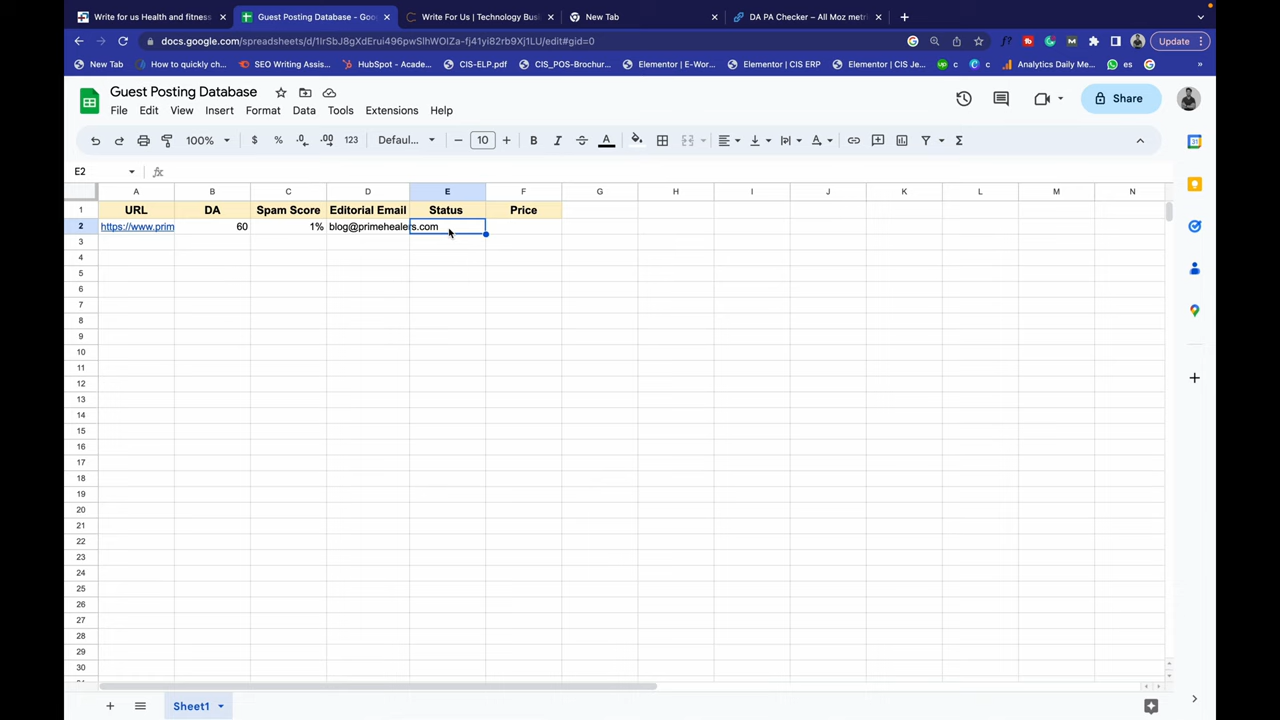 Write for us Health and fitness
Guest Posting Database - Goo
Write For Us | Technology Busi
New Tab
DA PA Checker – All Moz metri
docs.google.com/spreadsheets/d/1IrSbJ8gXdErui496pwSlhWOIZa-fj41yi82rb9Xj1LU/edit#gid=0
Update
New Tab
How to quickly ch...
SEO Writing Assis...
HubSpot - Acade...
CIS-ELP.pdf
CIS_POS-Brochur...
Elementor | E-Wor...
Elementor | CIS ERP
Elementor | CIS Je...
c
c
Analytics Daily Me...
es
Guest Posting Database
File Edit View Insert Format Data Tools Extensions Help
Share
100% $ % .0 .00 123 Defaul... – 10 + B I A Σ
E2 fx
A B C D E F G H I J K L M N
1 URL DA Spam Score Editorial Email Status Price
2 https://www.prim 60 1% blog@primehealers.com
3
4
5
6
7
8
9
10
11
12
13
14
15
16
17
18
19
20
21
22
23
24
25
26
27
28
29
30
Sheet1